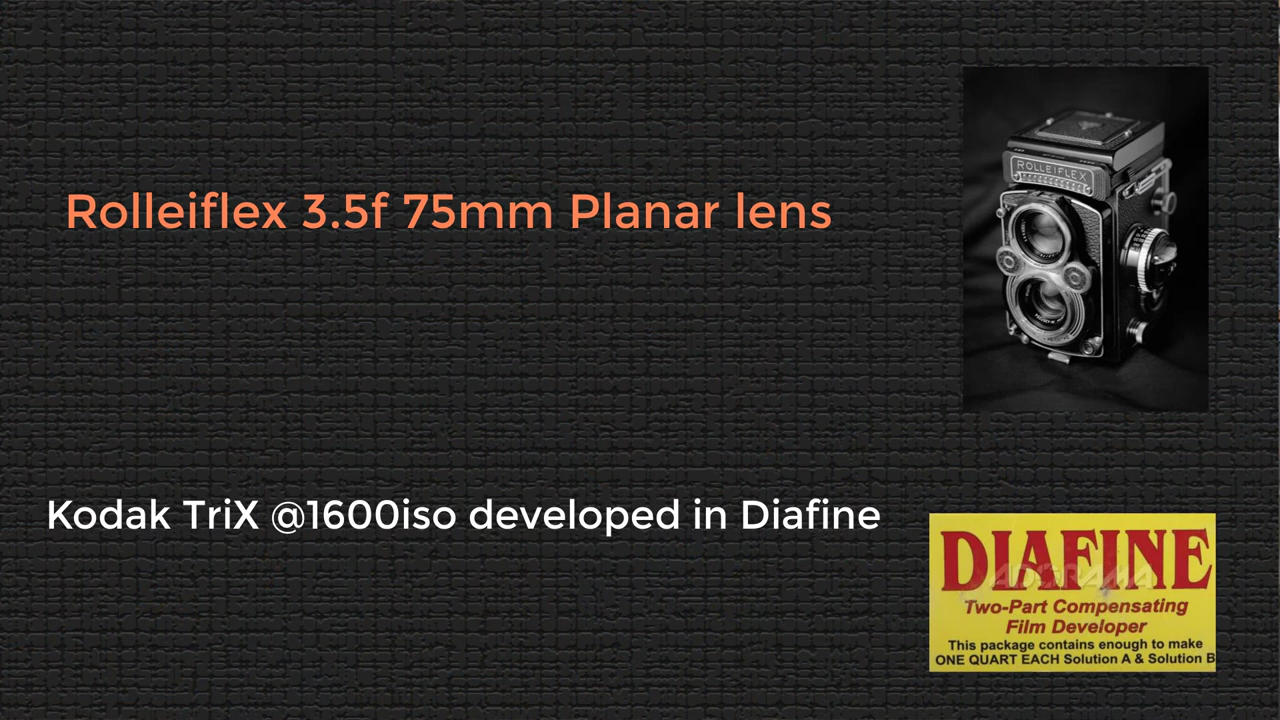 ROLLEIFLEX
Rolleiflex 3.5f 75mm Planar lens
Kodak TriX @1600iso developed in Diafine
DIAFINE
ADORAMA
Two-Part Compensating
Film Developer
This package contains enough to make
ONE QUART EACH Solution A & Solution B